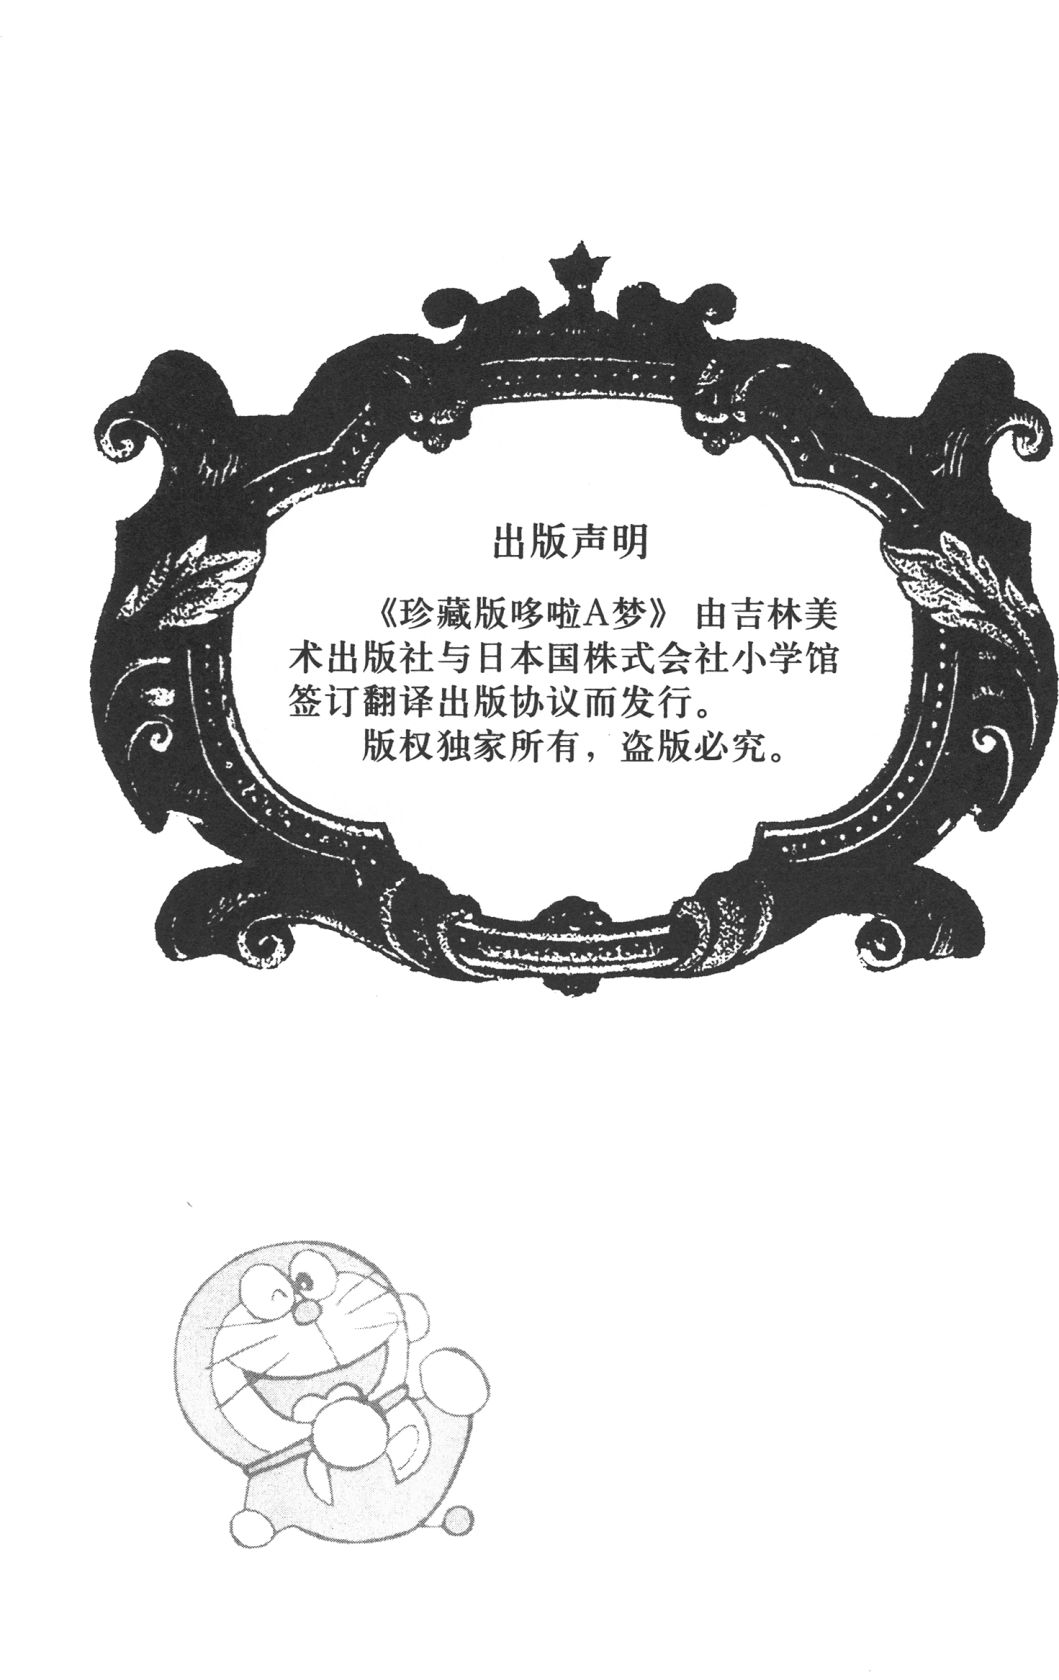 出版声明
《珍藏版哆啦A梦》 由吉林美
术出版社与日本国株式会社小学馆
签订翻译出版协议而发行。
版权独家所有，盗版必究。